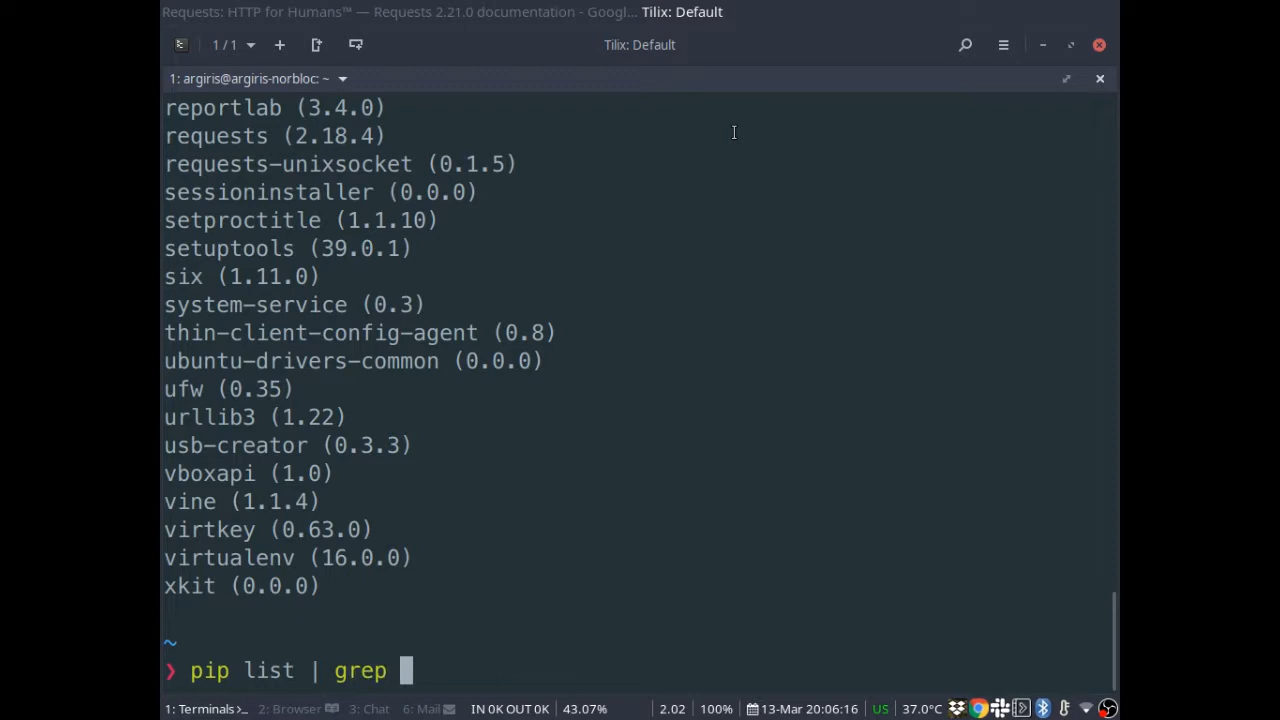 Requests: HTTP for Humans™ — Requests 2.21.0 documentation - Googl... Tilix: Default
1 / 1 Tilix: Default
1: argiris@argiris-norbloc: ~
reportlab (3.4.0)
requests (2.18.4)
requests-unixsocket (0.1.5)
sessioninstaller (0.0.0)
setproctitle (1.1.10)
setuptools (39.0.1)
six (1.11.0)
system-service (0.3)
thin-client-config-agent (0.8)
ubuntu-drivers-common (0.0.0)
ufw (0.35)
urllib3 (1.22)
usb-creator (0.3.3)
vboxapi (1.0)
vine (1.1.4)
virtkey (0.63.0)
virtualenv (16.0.0)
xkit (0.0.0)
~
❯ pip list | grep
1: Terminals 2: Browser 3: Chat 6: Mail IN 0K OUT 0K 43.07% 2.02 100% 13-Mar 20:06:16 US 37.0°C